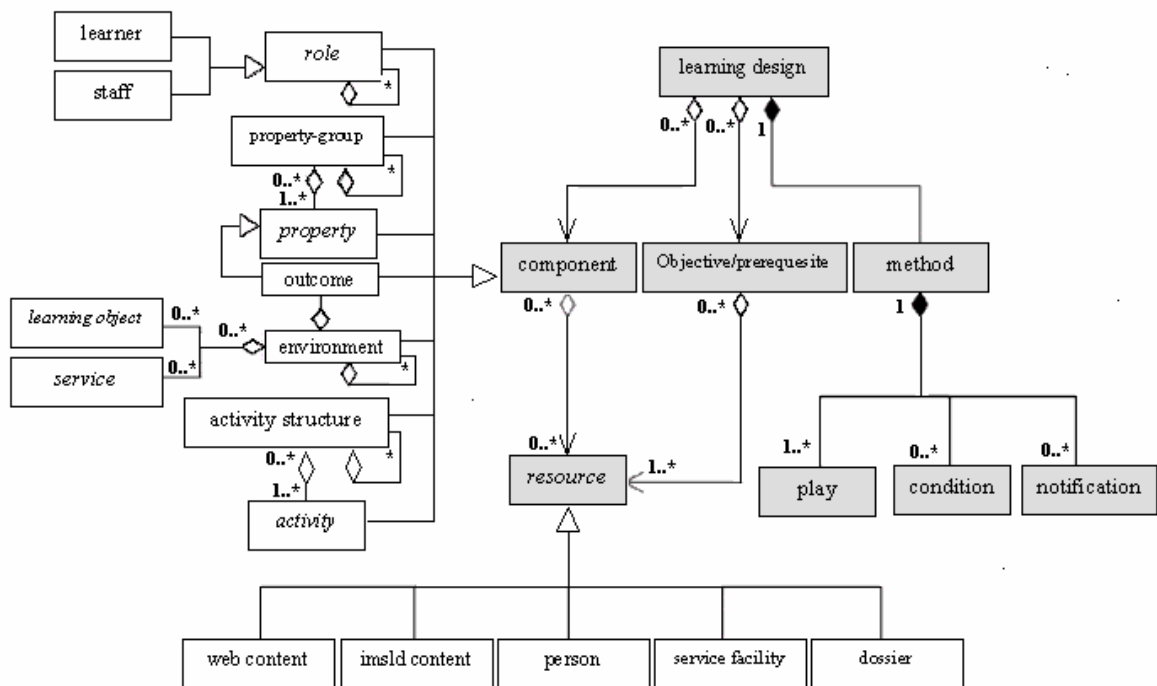 learner
role
learning design
staff
*
0..*
0..*
1
property-group
*
0..*
1..*
property
component
Objective/prerequesite
method
outcome
0..*
0..*
1
learning object
0..*
0..*
environment
*
service
0..*
activity structure
*
0..*
0..*
1..*
1..*
0..*
0..*
1..*
resource
play
condition
notification
activity
web content
imsld content
person
service facility
dossier